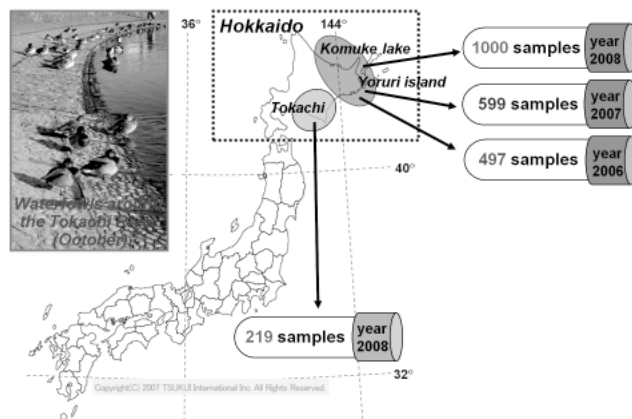 36°
144°
Hokkaido
Komuke lake
Yoruri island
Tokachi
1000 samples
year
2008
599 samples
year
2007
497 samples
year
2006
40°
Waterfowls
the Tokachi
(October)
219 samples
year
2008
32°
Copyright(C) 2007 TSUKUI International Inc. All Rights Reserved.